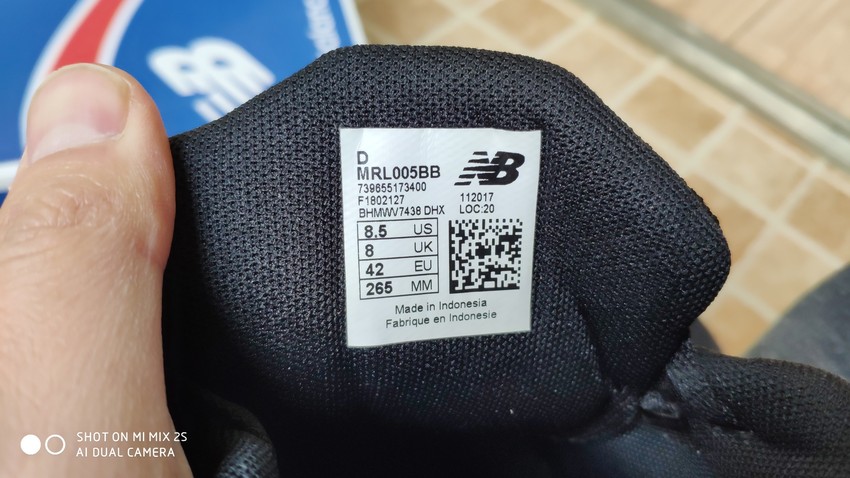 D
MRL005BB
NB
739655173400
F1802127
112017
BHMWV7438 DHX
LOC:20
8.5 US
8 UK
42 EU
265 MM
Made in Indonesia
Fabrique en Indonesie
SHOT ON MI MIX 2S
AI DUAL CAMERA